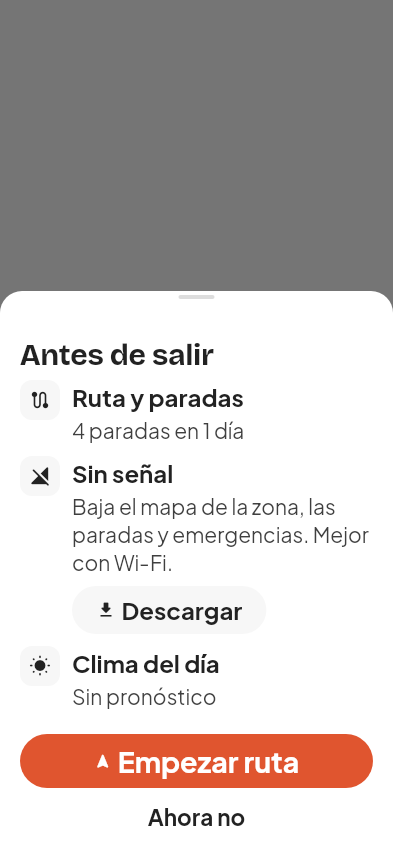 Antes de salir
Ruta y paradas
4 paradas en 1 día
Sin señal
Baja el mapa de la zona, las
paradas y emergencias. Mejor
con Wi-Fi.
Descargar
Clima del día
Sin pronóstico
Empezar ruta
Ahora no